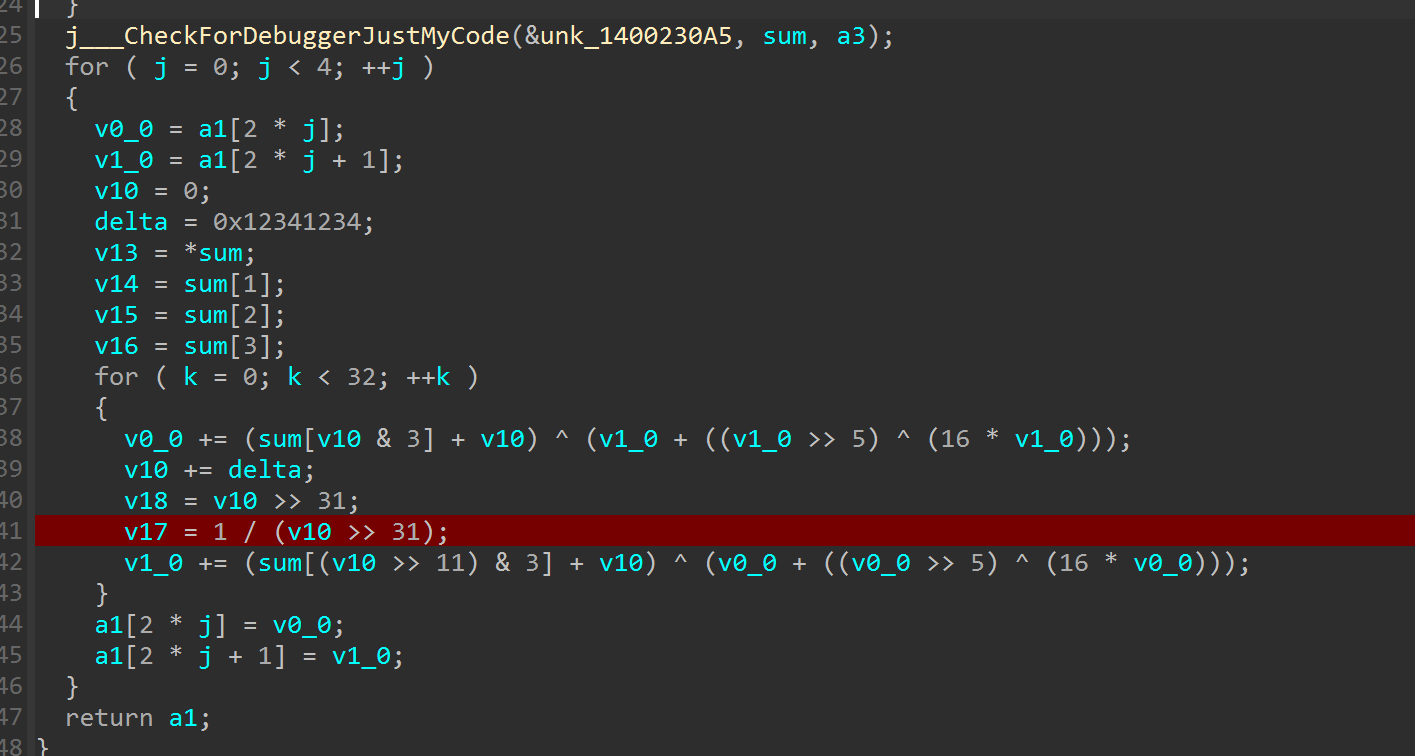 24   }
25   j___CheckForDebuggerJustMyCode(&unk_1400230A5, sum, a3);
26   for ( j = 0; j < 4; ++j )
27   {
28     v0_0 = a1[2 * j];
29     v1_0 = a1[2 * j + 1];
30     v10 = 0;
31     delta = 0x12341234;
32     v13 = *sum;
33     v14 = sum[1];
34     v15 = sum[2];
35     v16 = sum[3];
36     for ( k = 0; k < 32; ++k )
37     {
38       v0_0 += (sum[v10 & 3] + v10) ^ (v1_0 + ((v1_0 >> 5) ^ (16 * v1_0)));
39       v10 += delta;
40       v18 = v10 >> 31;
41       v17 = 1 / (v10 >> 31);
42       v1_0 += (sum[(v10 >> 11) & 3] + v10) ^ (v0_0 + ((v0_0 >> 5) ^ (16 * v0_0)));
43     }
44     a1[2 * j] = v0_0;
45     a1[2 * j + 1] = v1_0;
46   }
47   return a1;
48 }